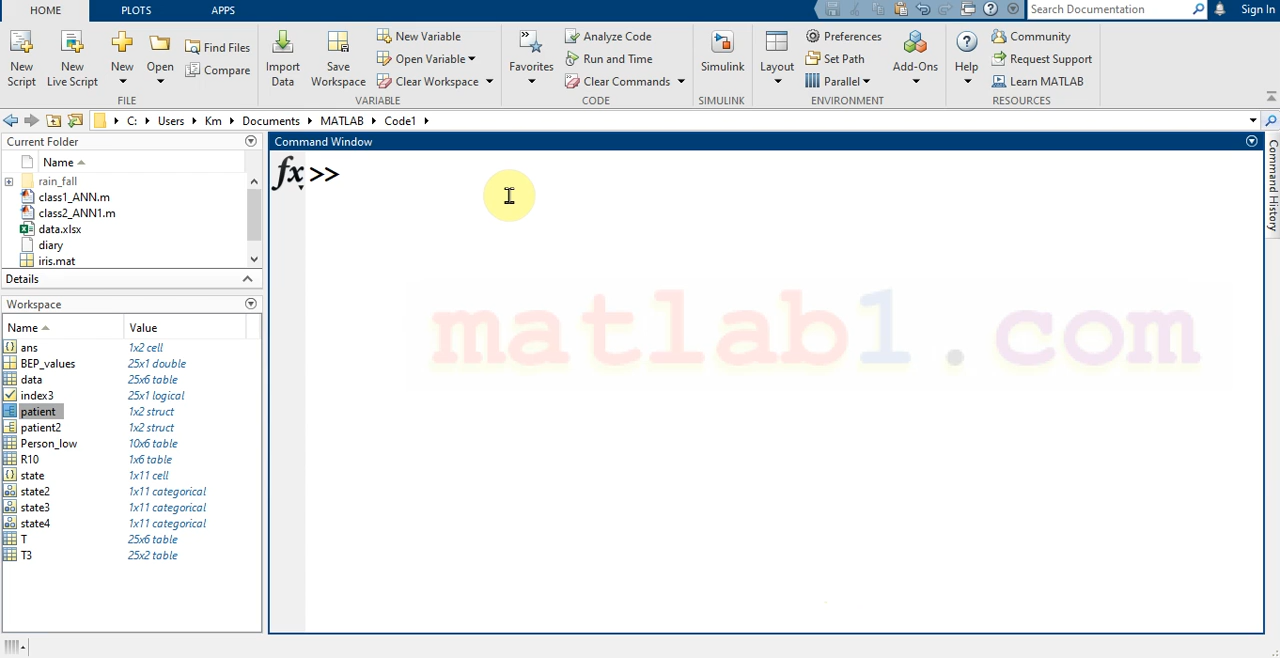 HOME PLOTS APPS Search Documentation Sign In
New Script
New Live Script
New
Open
Find Files
Compare
FILE
Import Data
Save Workspace
New Variable
Open Variable
Clear Workspace
VARIABLE
Favorites
Analyze Code
Run and Time
Clear Commands
CODE
Simulink
SIMULINK
Layout
Preferences
Set Path
Parallel
ENVIRONMENT
Add-Ons
Help
Community
Request Support
Learn MATLAB
RESOURCES
C: Users Km Documents MATLAB Code1
Current Folder
Name
rain_fall
class1_ANN.m
class2_ANN1.m
data.xlsx
diary
iris.mat
Details
Workspace
Name Value
ans 1x2 cell
BEP_values 25x1 double
data 25x6 table
index3 25x1 logical
patient 1x2 struct
patient2 1x2 struct
Person_low 10x6 table
R10 1x6 table
state 1x11 cell
state2 1x11 categorical
state3 1x11 categorical
state4 1x11 categorical
T 25x6 table
T3 25x2 table
Command Window
fx >>
matlab1.com
Command History